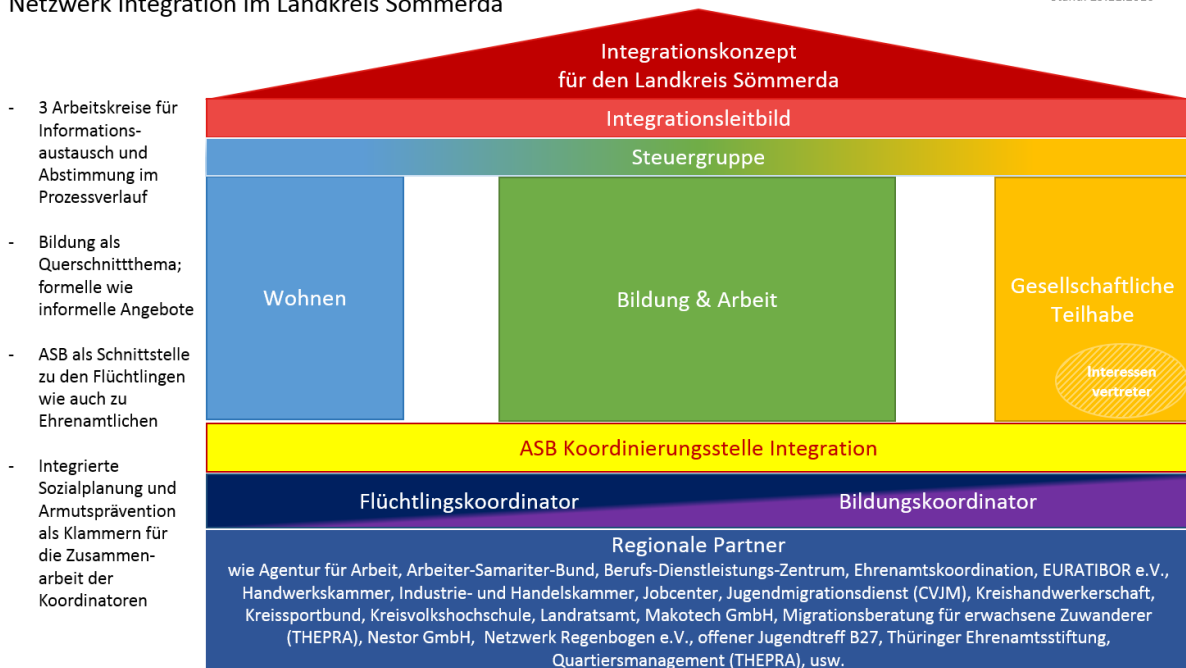 Netzwerk Integration im Landkreis Sömmerda
Integrationskonzept
für den Landkreis Sömmerda
Integrationsleitbild
Steuergruppe
- 3 Arbeitskreise für
Informations-
austausch und
Abstimmung im
Prozessverlauf
- Bildung als
Querschnittthema;
formelle wie
informelle Angebote
- ASB als Schnittstelle
zu den Flüchtlingen
wie auch zu
Ehrenamtlichen
- Integrierte
Sozialplanung und
Armutsprävention
als Klammern für
die Zusammen-
arbeit der
Koordinatoren
Wohnen
Bildung & Arbeit
Gesellschaftliche
Teilhabe
Interessen
vertreter
ASB Koordinierungsstelle Integration
Flüchtlingskoordinator
Bildungskoordinator
Regionale Partner
wie Agentur für Arbeit, Arbeiter-Samariter-Bund, Berufs-Dienstleistungs-Zentrum, Ehrenamtskoordination, EURATIBOR e.V.,
Handwerkskammer, Industrie- und Handelskammer, Jobcenter, Jugendmigrationsdienst (CVJM), Kreishandwerkerschaft,
Kreissportbund, Kreisvolkshochschule, Landratsamt, Makotech GmbH, Migrationsberatung für erwachsene Zuwanderer
(THEPRA), Nestor GmbH, Netzwerk Regenbogen e.V., offener Jugendtreff B27, Thüringer Ehrenamtsstiftung,
Quartiersmanagement (THEPRA), usw.